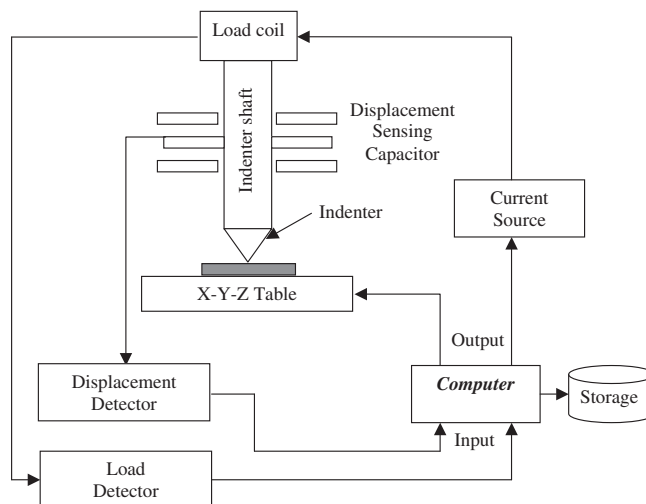 Load coil
Indenter shaft
Displacement
Sensing
Capacitor
Indenter
Current
Source
X-Y-Z Table
Output
Displacement
Detector
Computer
Storage
Input
Load
Detector